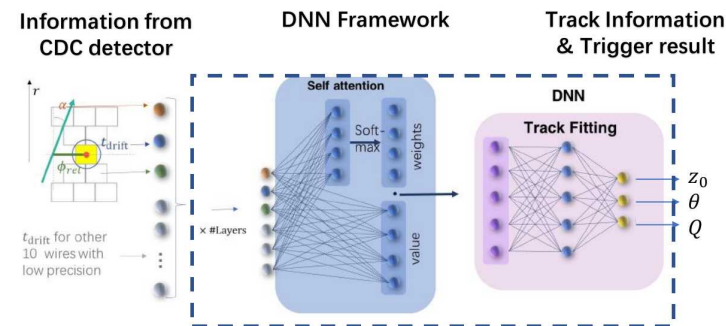 Information from
CDC detector
DNN Framework
Track Information
& Trigger result
r
α
t_drift
ϕ_rel
t_drift for other
10 wires with
low precision
× #Layers
Self attention
Soft-
max
weights
value
DNN
Track Fitting
z_0
θ
Q